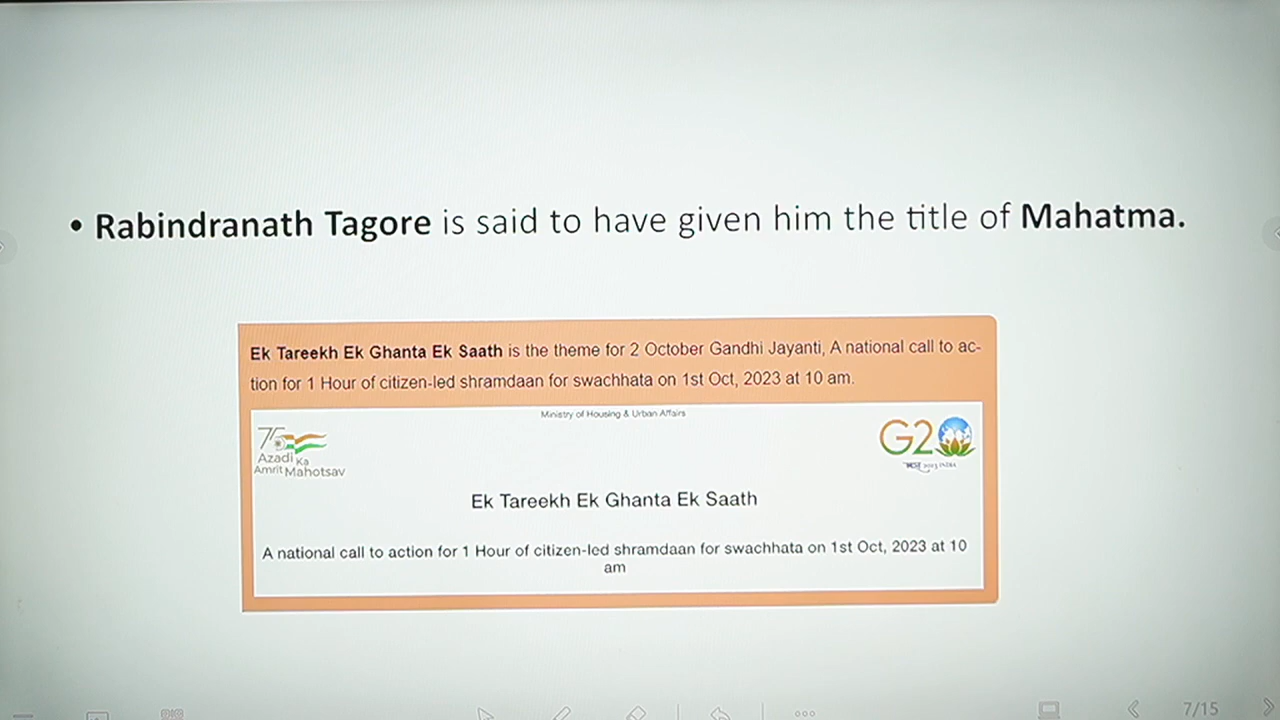 • Rabindranath Tagore is said to have given him the title of Mahatma.
Ek Tareekh Ek Ghanta Ek Saath is the theme for 2 October Gandhi Jayanti, A national call to ac-
tion for 1 Hour of citizen-led shramdaan for swachhata on 1st Oct, 2023 at 10 am.
Ministry of Housing & Urban Affairs
75
Azadi Ka
Amrit Mahotsav
G20
भारत 2023 INDIA
Ek Tareekh Ek Ghanta Ek Saath
A national call to action for 1 Hour of citizen-led shramdaan for swachhata on 1st Oct, 2023 at 10
am
7/15